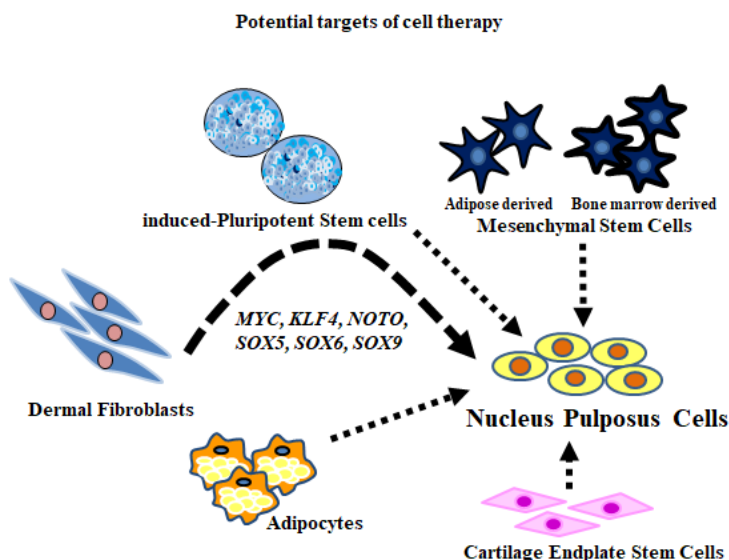 Potential targets of cell therapy
Adipose derived
Bone marrow derived
Mesenchymal Stem Cells
induced-Pluripotent Stem cells
MYC, KLF4, NOTO,
SOX5, SOX6, SOX9
Dermal Fibroblasts
Nucleus Pulposus Cells
Adipocytes
Cartilage Endplate Stem Cells